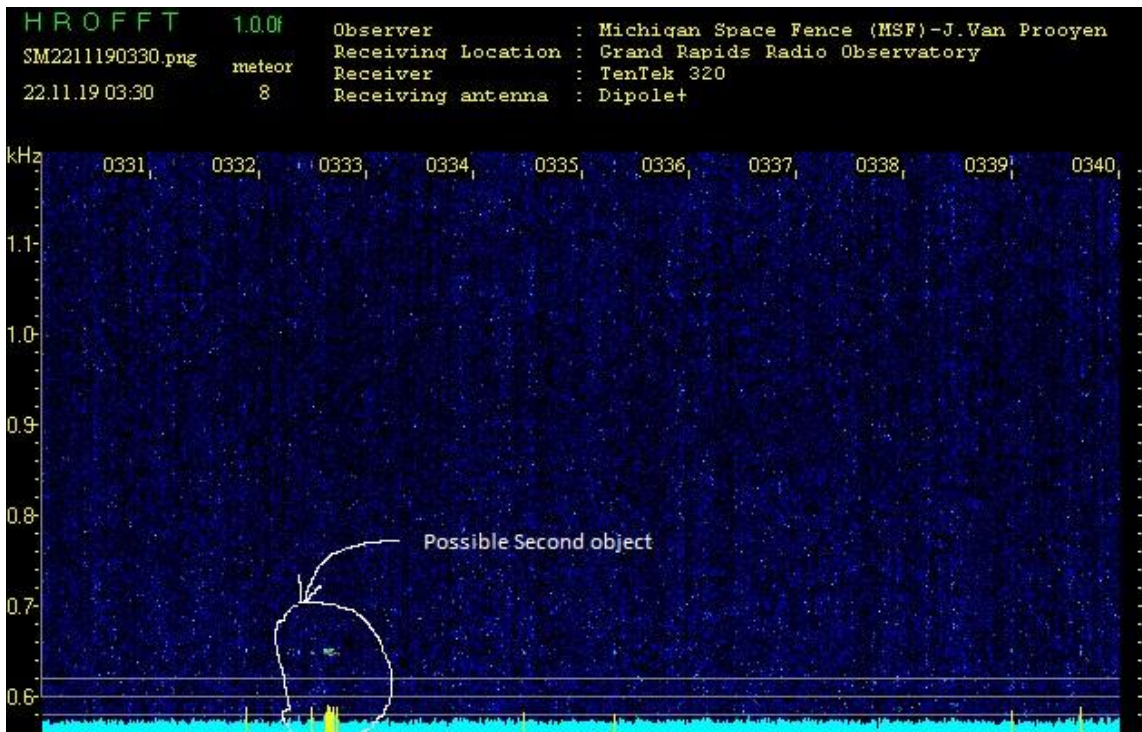 H R O F F T 1.0.0f
SM2211190330.png meteor
22.11.19 03:30 8
Observer : Michigan Space Fence (MSF)-J.Van Prooyen
Receiving Location : Grand Rapids Radio Observatory
Receiver : TenTek 320
Receiving antenna : Dipole+
kHz 0331 0332 0333 0334 0335 0336 0337 0338 0339 0340
1.1
1.0
0.9
0.8
Possible Second object
0.7
0.6